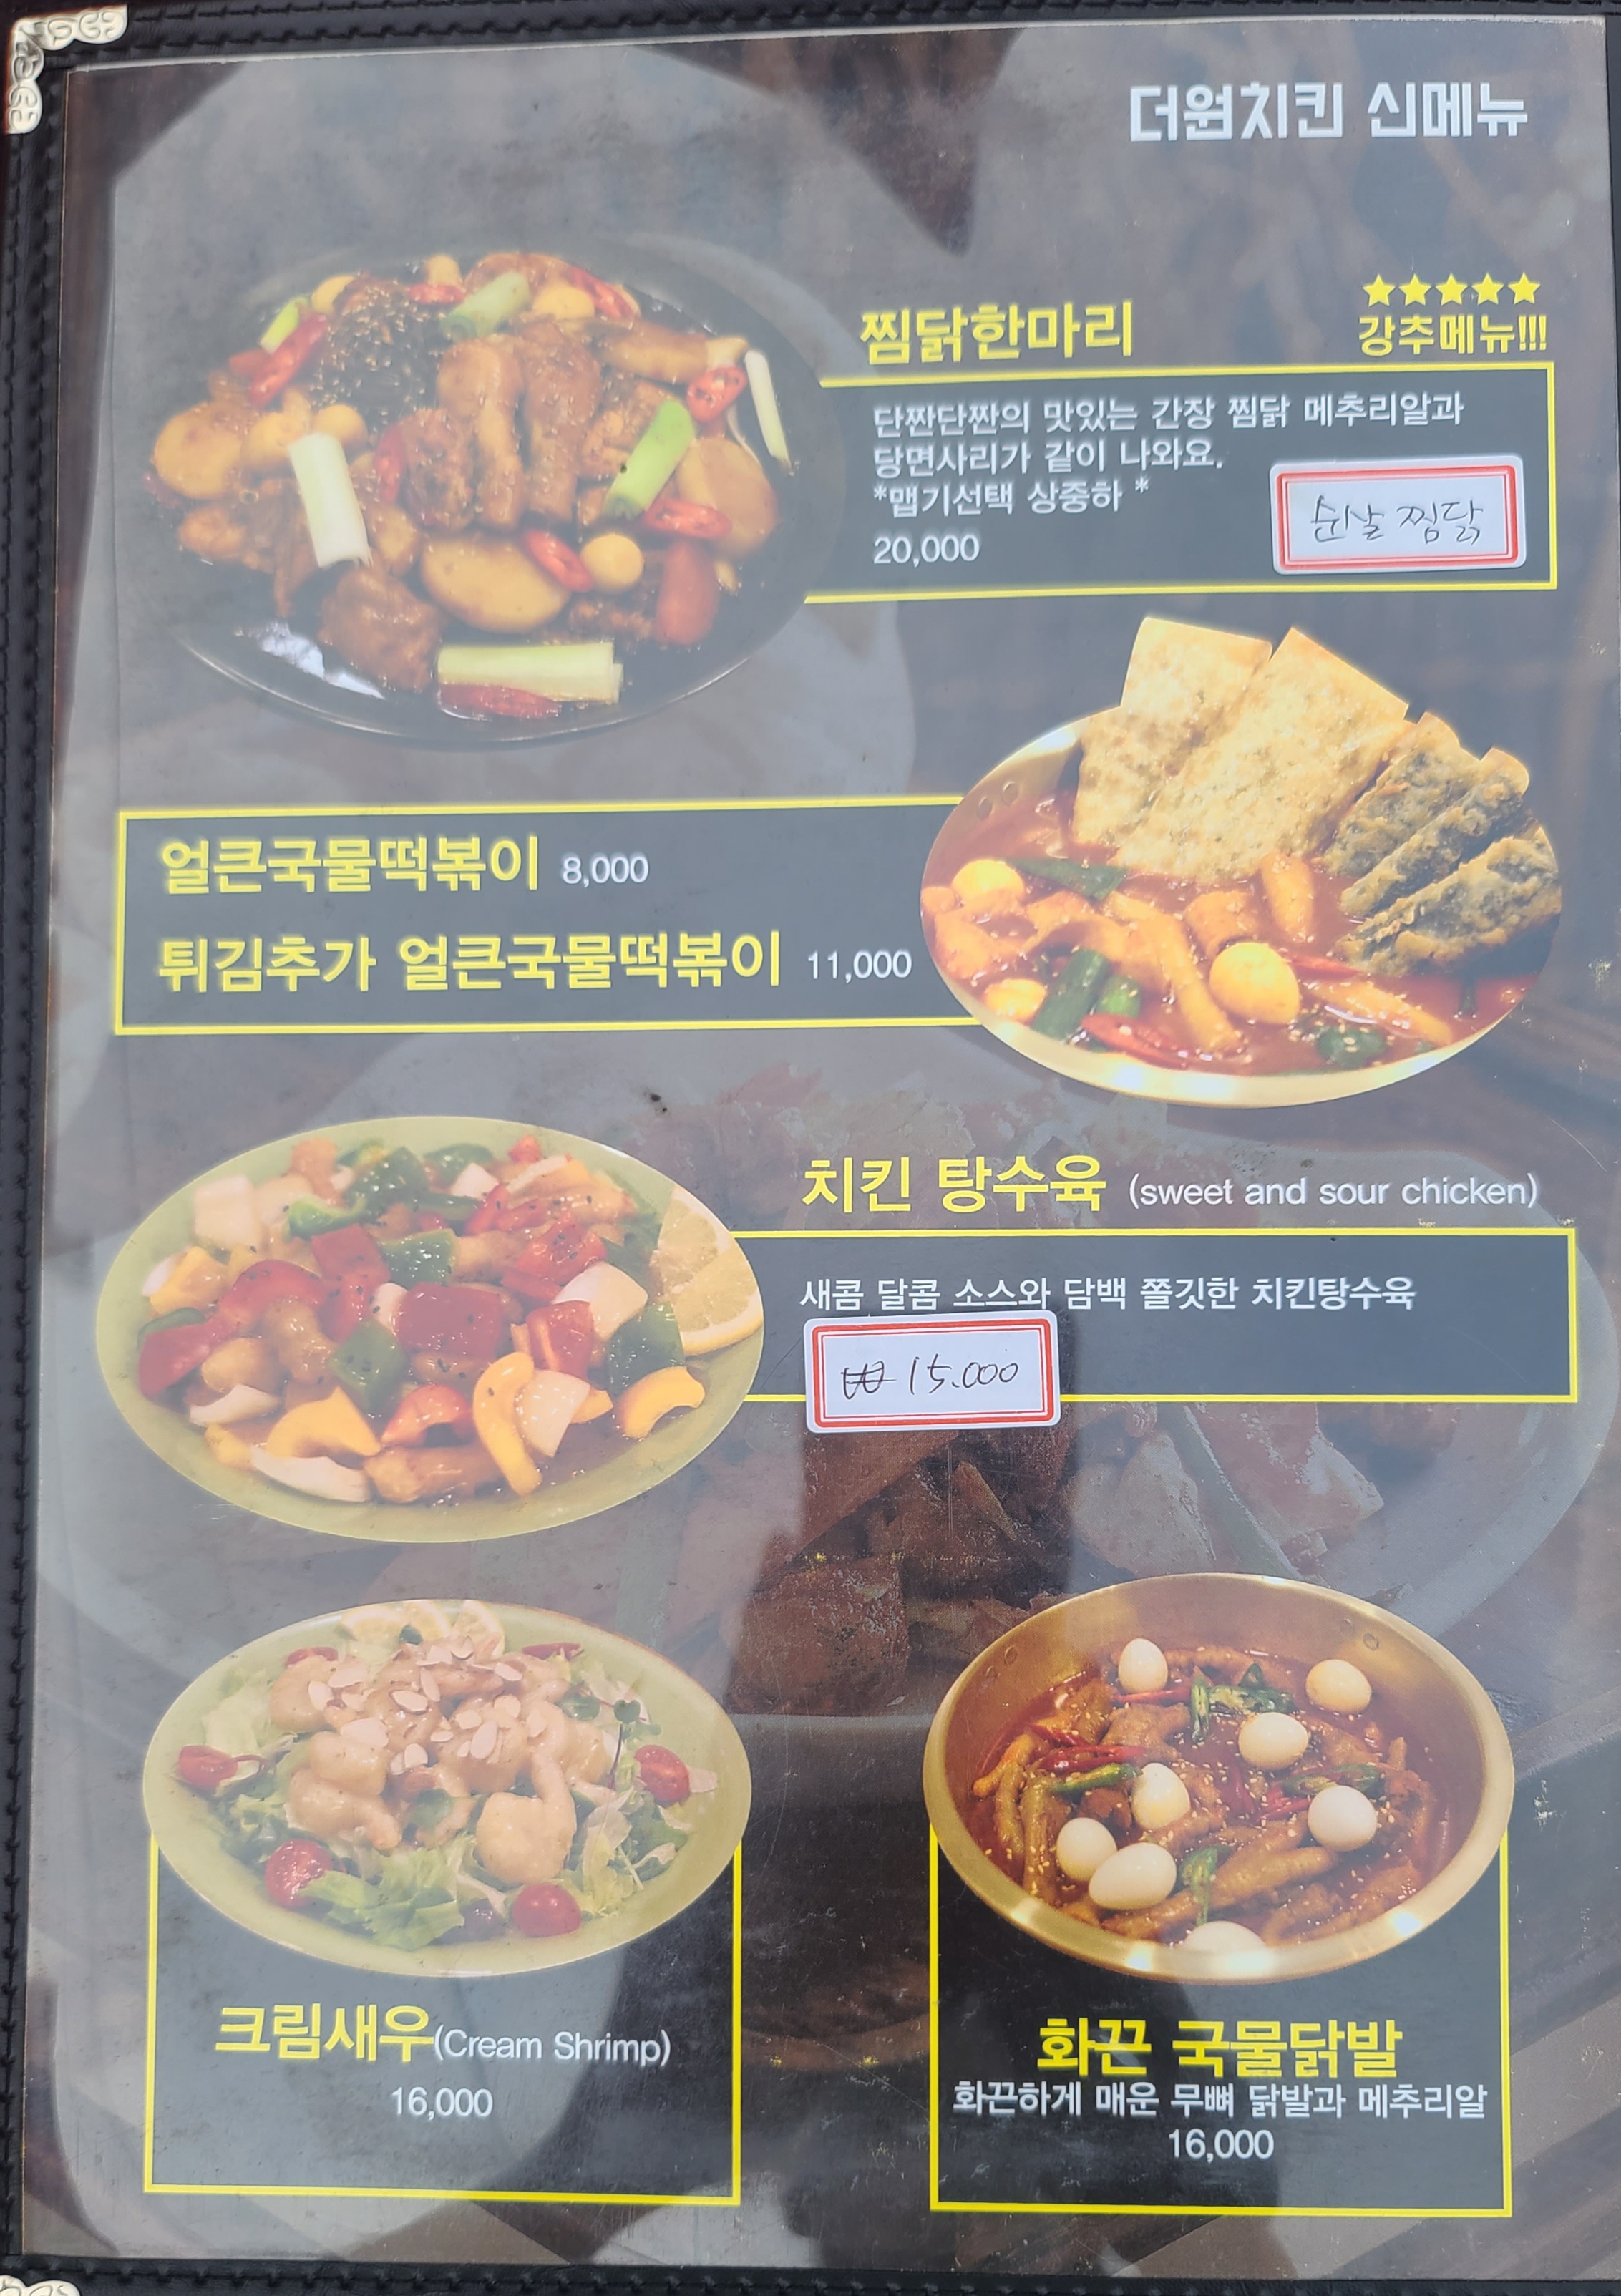 더원치킨 신메뉴
찜닭한마리
★★★★★
강추메뉴!!!
단짠단짠의 맛있는 간장 찜닭 메추리알과
당면사리가 같이 나와요.
*맵기선택 상중하 *
20,000
순살 찜닭
얼큰국물떡볶이 8,000
튀김추가 얼큰국물떡볶이 11,000
치킨 탕수육 (sweet and sour chicken)
새콤 달콤 소스와 담백 쫄깃한 치킨탕수육
₩ 15.000
크림새우(Cream Shrimp)
16,000
화끈 국물닭발
화끈하게 매운 무뼈 닭발과 메추리알
16,000